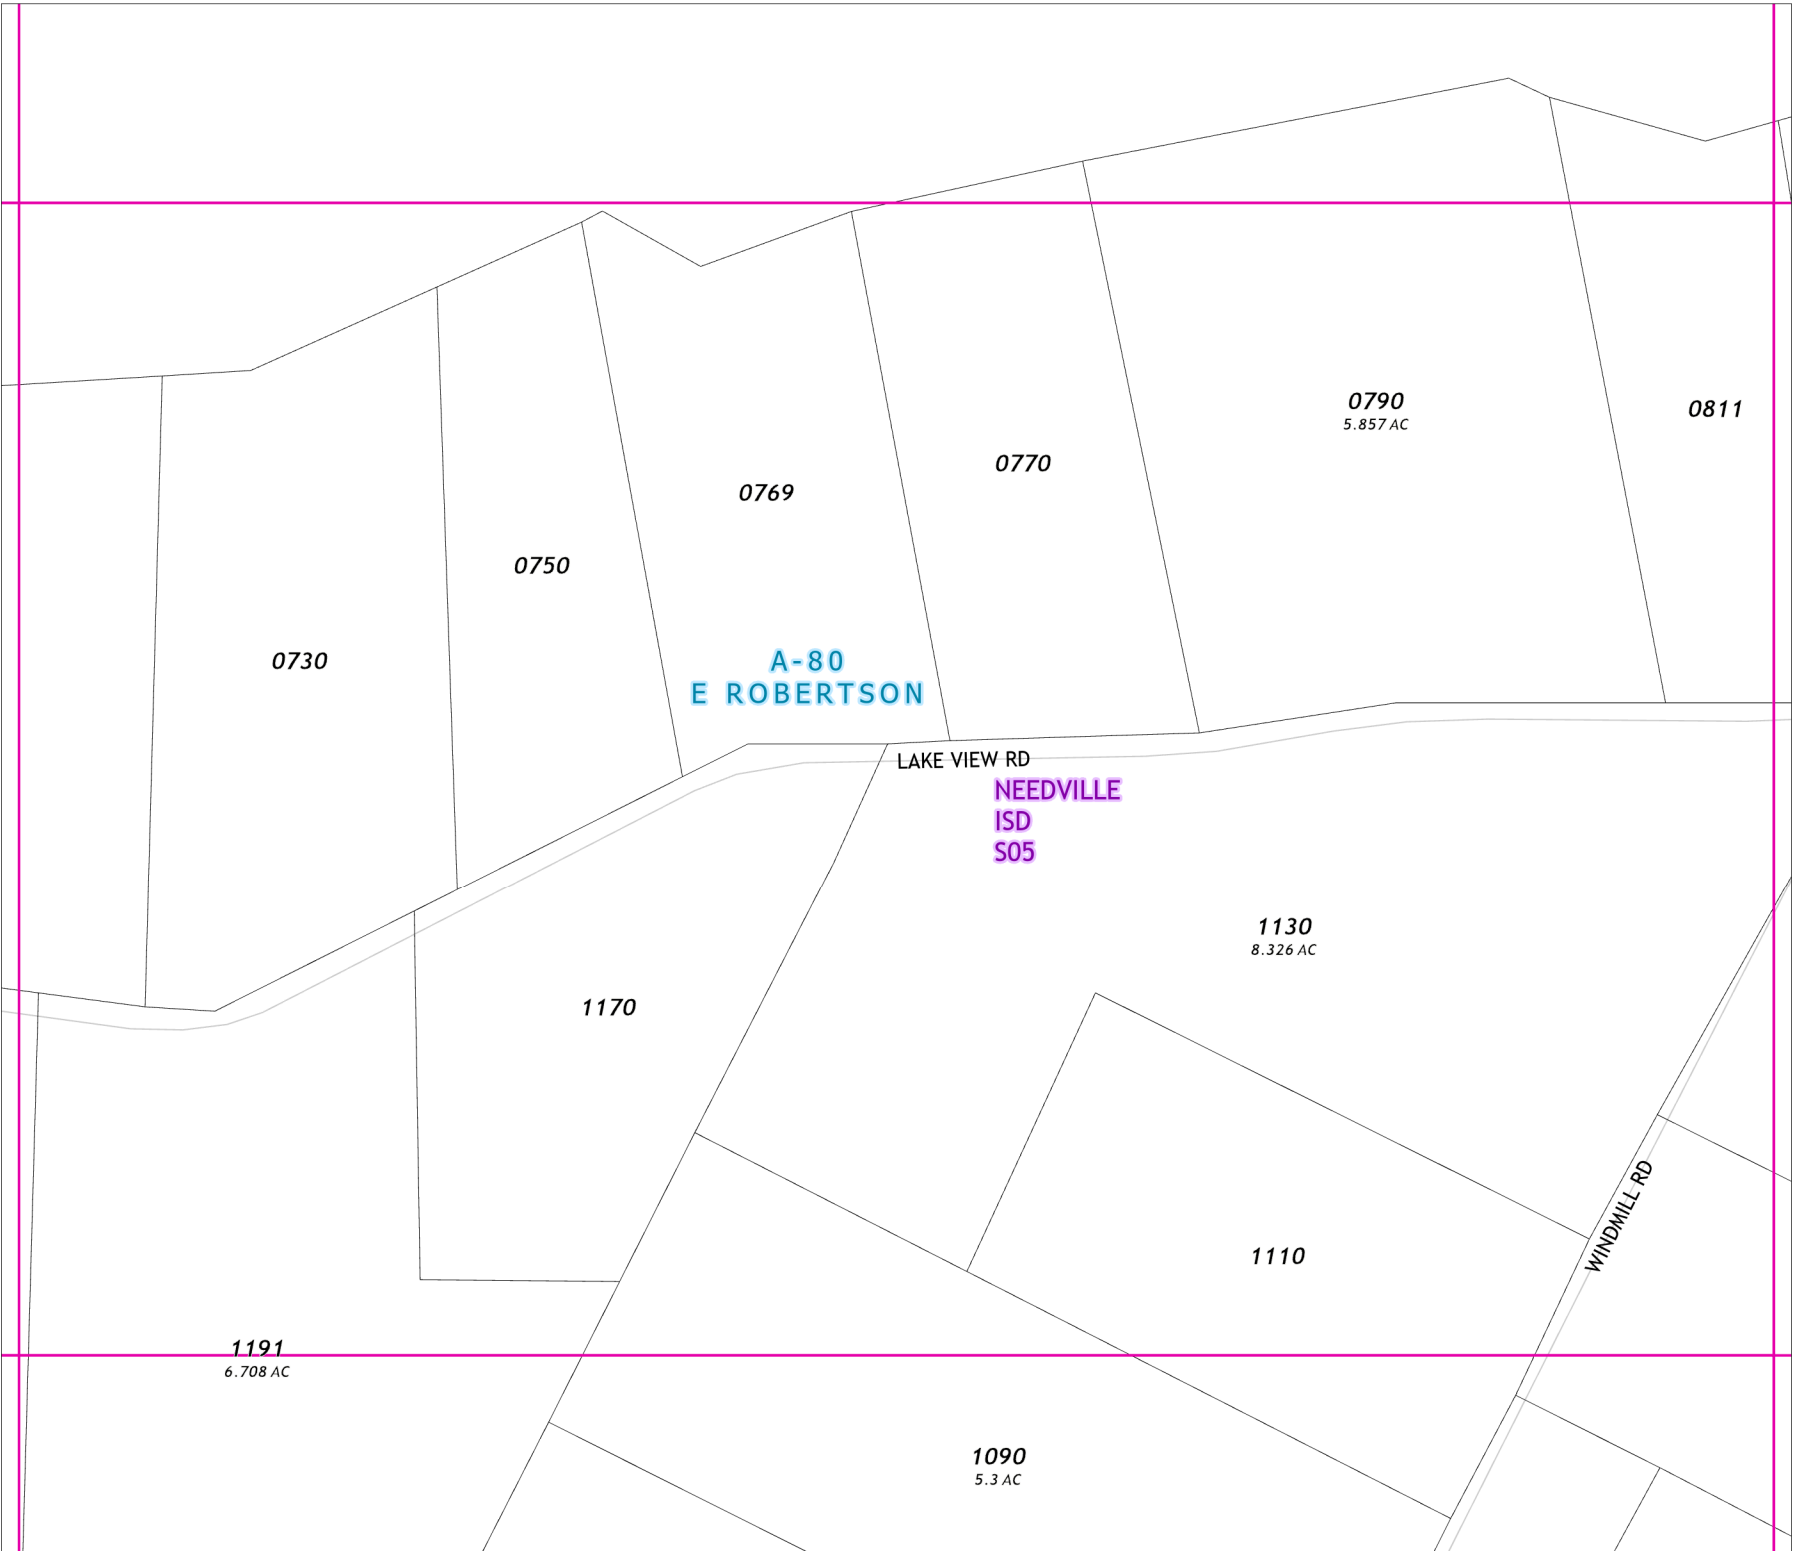 0790
5.857 AC
0811
0770
0769
0750
0730
A-80
E ROBERTSON
LAKE VIEW RD
NEEDVILLE
ISD
S05
1130
8.326 AC
1170
WINDMILL RD
1110
1191
6.708 AC
1090
5.3 AC